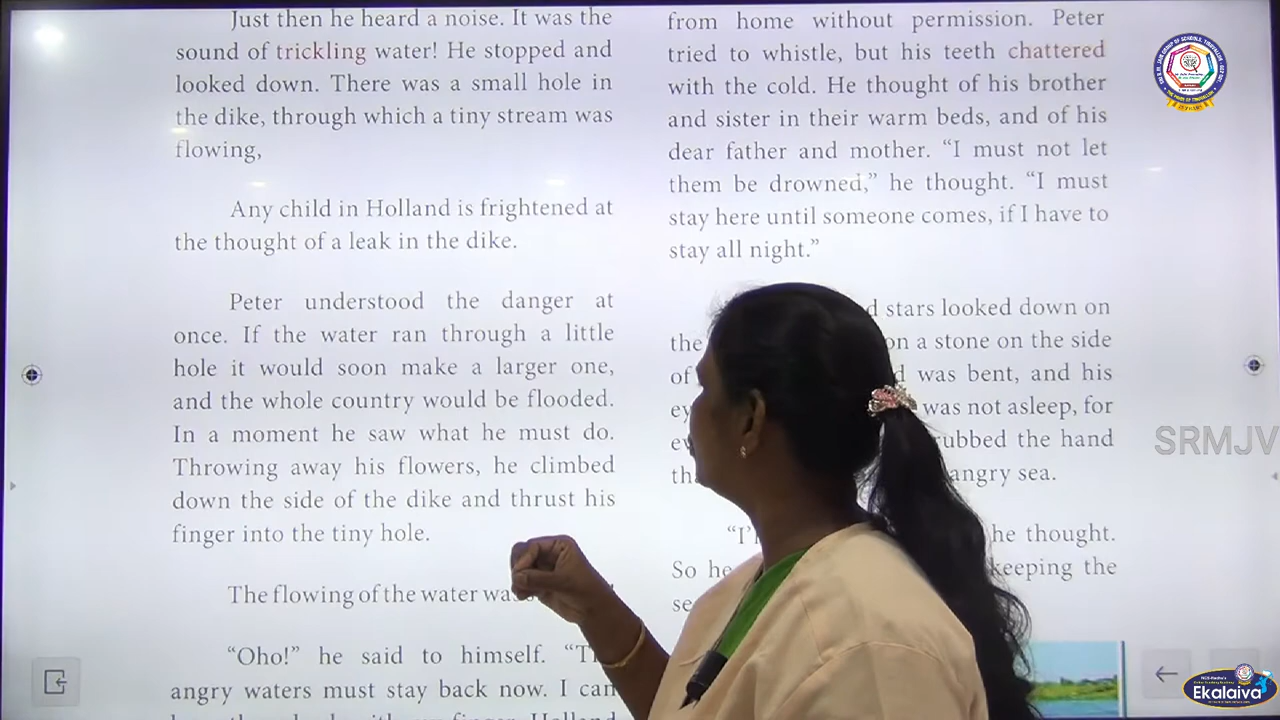 Just then he heard a noise. It was the
sound of trickling water! He stopped and
looked down. There was a small hole in
the dike, through which a tiny stream was
flowing,
Any child in Holland is frightened at
the thought of a leak in the dike.
Peter understood the danger at
once. If the water ran through a little
hole it would soon make a larger one,
and the whole country would be flooded.
In a moment he saw what he must do.
Throwing away his flowers, he climbed
down the side of the dike and thrust his
finger into the tiny hole.
The flowing of the water was
“Oho!” he said to himself. “The
angry waters must stay back now. I can
finger. Holland
from home without permission. Peter
tried to whistle, but his teeth chattered
with the cold. He thought of his brother
and sister in their warm beds, and of his
dear father and mother. “I must not let
them be drowned,” he thought. “I must
stay here until someone comes, if I have to
stay all night.”
stars looked down on
the on a stone on the side
of was bent, and his
was not asleep, for
rubbed the hand
angry sea.
he thought.
So he keeping the
SRMJV
Ekalaiva